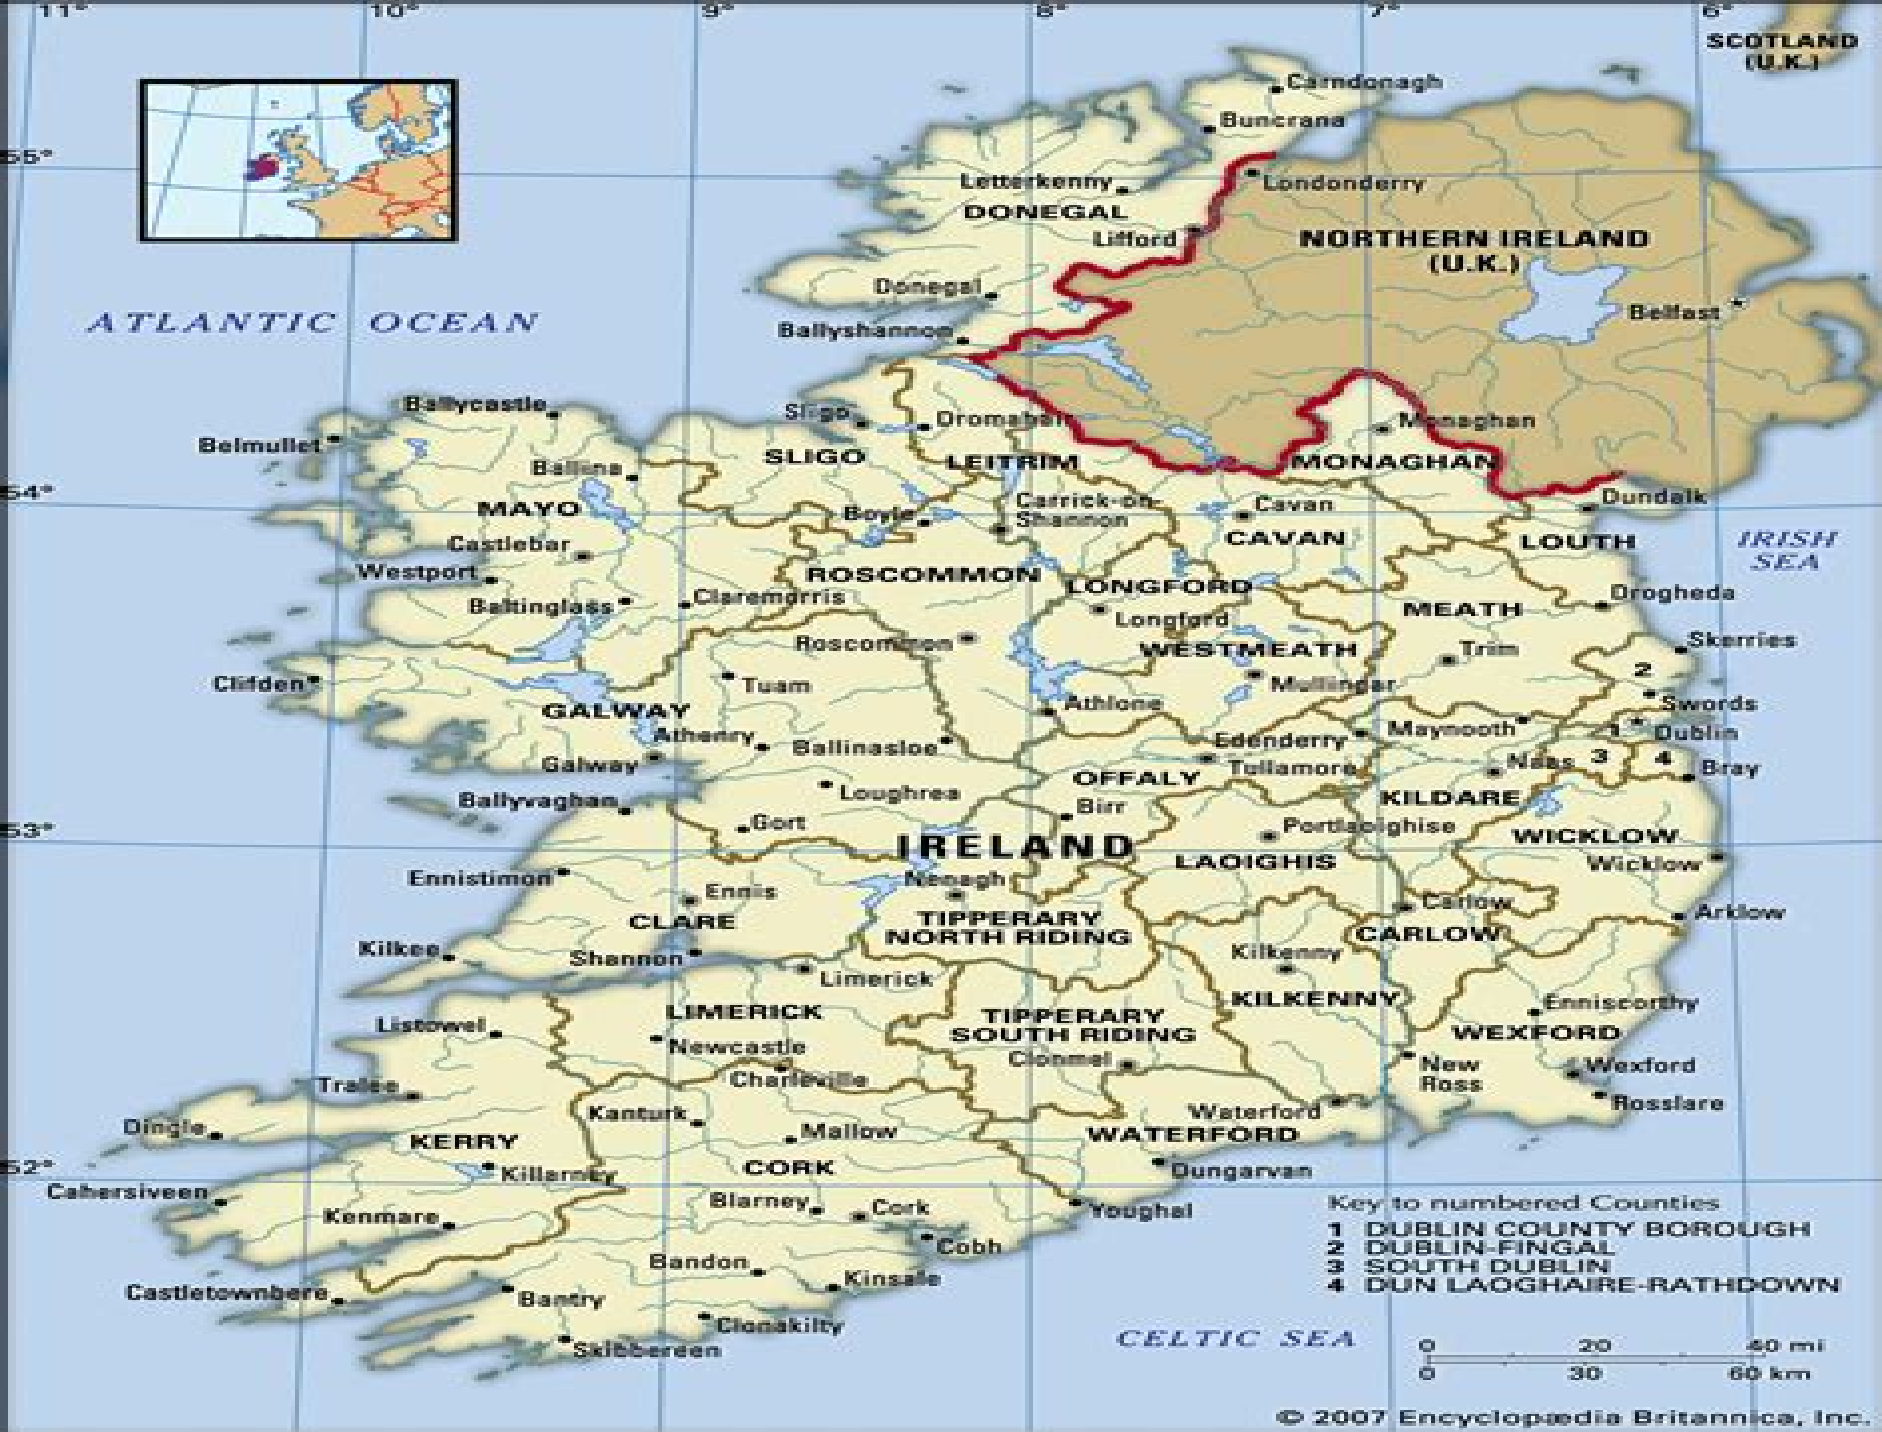 11°
10°
9°
8°
7°
6°
SCOTLAND
(U.K.)
Carndonagh
Buncrana
55°
Letterkenny
Londonderry
DONEGAL
Lifford
NORTHERN IRELAND
(U.K.)
Donegal
Belfast
ATLANTIC OCEAN
Ballyshannon
Ballycastle
Sligo
Dromahair
Monaghan
Belmullet
SLIGO
LEITRIM
MONAGHAN
Ballina
54°
MAYO
Carrick-on-
Shannon
Boyle
Cavan
Dundalk
CAVAN
LOUTH
IRISH
SEA
Castlebar
Westport
ROSCOMMON
LONGFORD
Baltinglass
Claremorris
MEATH
Drogheda
Longford
Roscommon
WESTMEATH
Trim
Skerries
2
Clifden
Tuam
Mullingar
GALWAY
Athlone
Swords
Athenry
Ballinasloe
Edenderry
Maynooth
1
Dublin
Galway
Tullamore
Naas
3
4
Bray
OFFALY
Ballyvaghan
Loughrea
Birr
KILDARE
53°
Gort
Portlaoighise
IRELAND
WICKLOW
LAOIGHIS
Wicklow
Ennistimon
Ennis
Nenagh
Carlow
Arklow
CLARE
TIPPERARY
NORTH RIDING
CARLOW
Kilkee
Shannon
Kilkenny
Limerick
KILKENNY
Enniscorthy
LIMERICK
TIPPERARY
SOUTH RIDING
WEXFORD
Listowel
Newcastle
Clonmel
New
Ross
Wexford
Tralee
Charleville
Kanturk
Waterford
Rosslare
Dingle
KERRY
Mallow
WATERFORD
52°
Killarney
CORK
Dungarvan
Cahersiveen
Blarney
Cork
Youghal
Kenmare
Cobh
Bandon
Kinsale
Castletownbere
Bantry
Clonakilty
Skibbereen
Key to numbered Counties
1 DUBLIN COUNTY BOROUGH
2 DUBLIN-FINGAL
3 SOUTH DUBLIN
4 DUN LAOGHAIRE-RATHDOWN
CELTIC SEA
0 20 40 mi
0 30 60 km
© 2007 Encyclopædia Britannica, Inc.